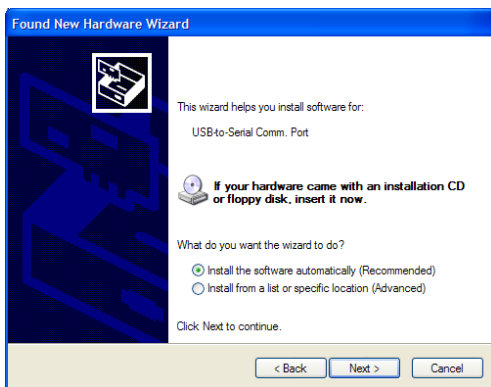 Found New Hardware Wizard
This wizard helps you install software for:
USB-to-Serial Comm. Port
If your hardware came with an installation CD
or floppy disk, insert it now.
What do you want the wizard to do?
Install the software automatically (Recommended)
Install from a list or specific location (Advanced)
Click Next to continue.
< Back Next > Cancel